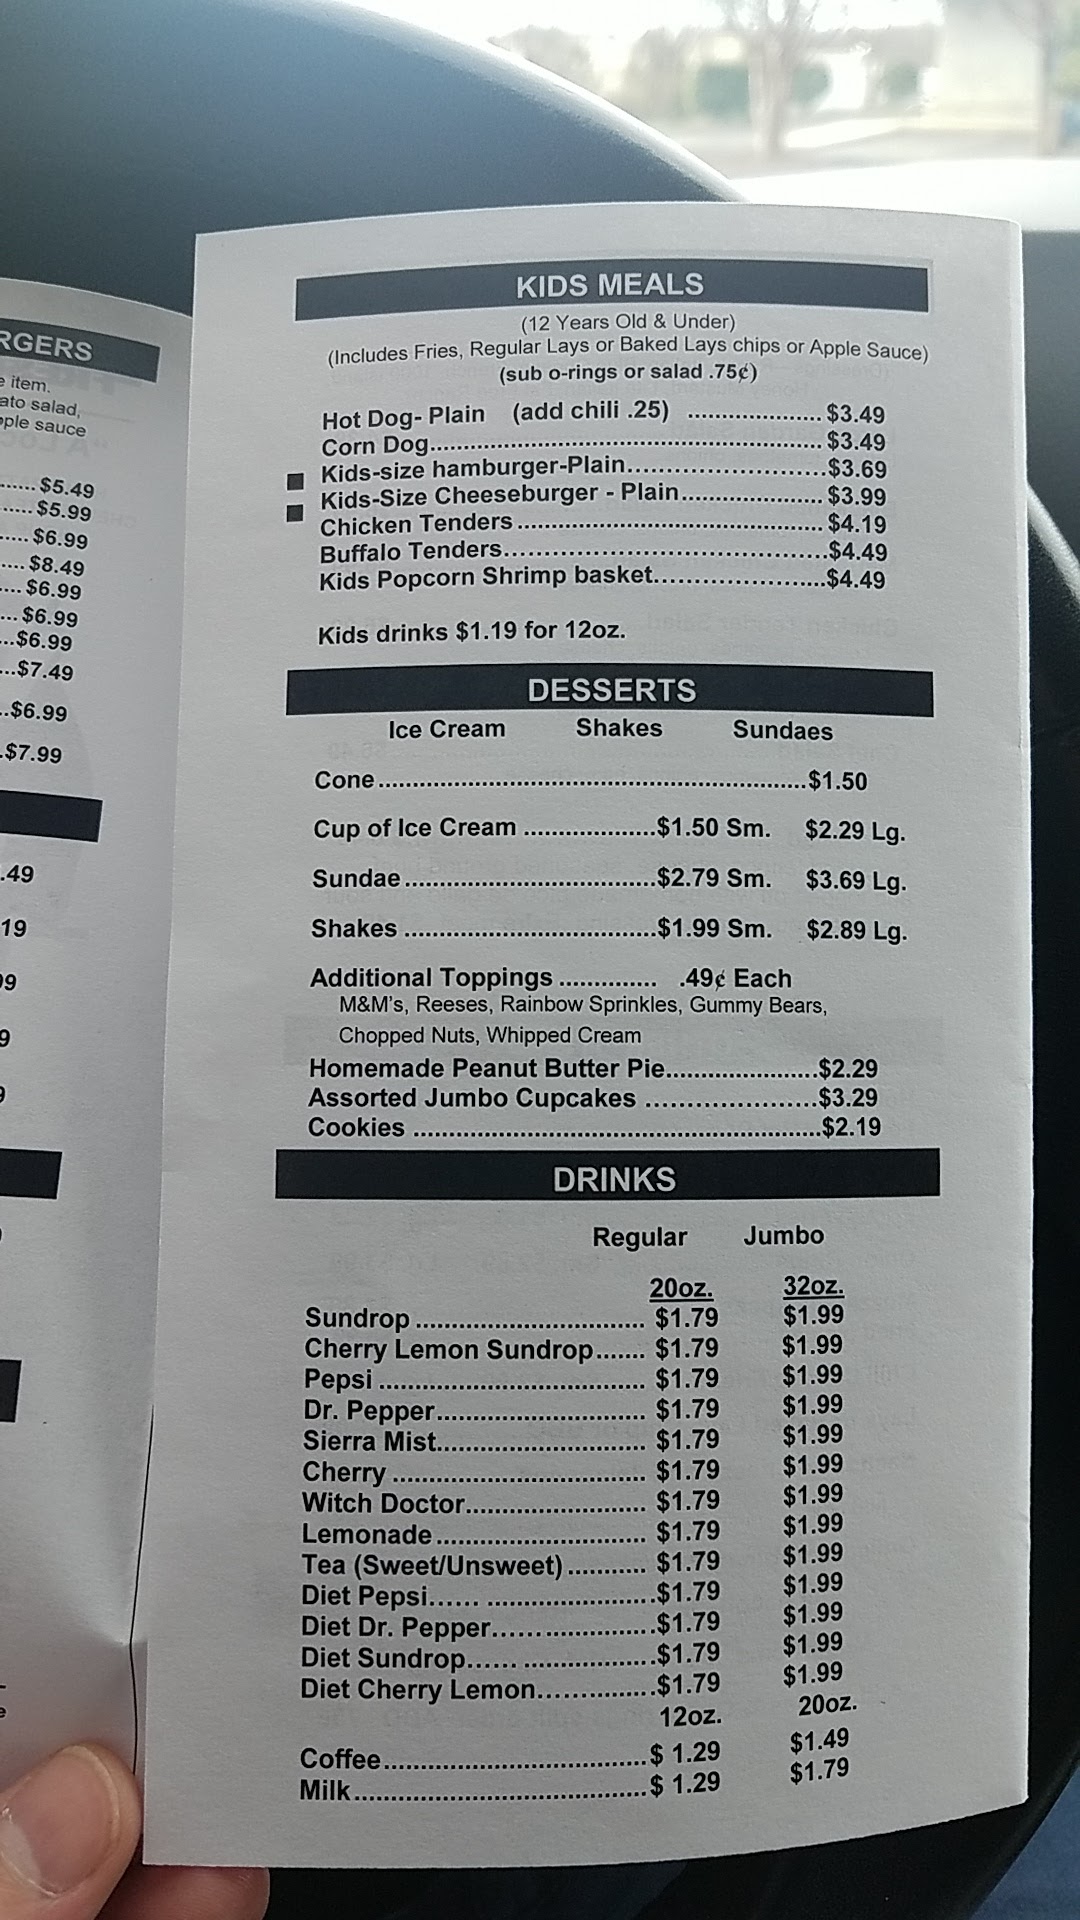 RGERS
e item.
ato salad,
pple sauce
...... $5.49
..... $5.99
..... $6.99
.... $8.49
.... $6.99
... $6.99
...$6.99
...$7.49
..$6.99
.$7.99
.49
19
9
9
KIDS MEALS
(12 Years Old & Under)
(Includes Fries, Regular Lays or Baked Lays chips or Apple Sauce)
(sub o-rings or salad .75¢)
Hot Dog- Plain (add chili .25) .................... $3.49
Corn Dog.......................................................... $3.49
Kids-size hamburger-Plain..............................$3.69
Kids-Size Cheeseburger - Plain..................... $3.99
Chicken Tenders .............................................. $4.19
Buffalo Tenders................................................$4.49
Kids Popcorn Shrimp basket.........................$4.49
Kids drinks $1.19 for 12oz.
DESSERTS
Ice Cream Shakes Sundaes
Cone................................................................$1.50
Cup of Ice Cream ....................$1.50 Sm. $2.29 Lg.
Sundae......................................$2.79 Sm. $3.69 Lg.
Shakes ......................................$1.99 Sm. $2.89 Lg.
Additional Toppings ............... .49¢ Each
M&M's, Reeses, Rainbow Sprinkles, Gummy Bears,
Chopped Nuts, Whipped Cream
Homemade Peanut Butter Pie.......................$2.29
Assorted Jumbo Cupcakes .........................$3.29
Cookies .............................................................$2.19
DRINKS
Regular Jumbo
20oz. 32oz.
Sundrop .................................. $1.79 $1.99
Cherry Lemon Sundrop....... $1.79 $1.99
Pepsi ....................................... $1.79 $1.99
Dr. Pepper............................... $1.79 $1.99
Sierra Mist............................... $1.79 $1.99
Cherry ..................................... $1.79 $1.99
Witch Doctor.......................... $1.79 $1.99
Lemonade ............................... $1.79 $1.99
Tea (Sweet/Unsweet) ........... $1.79 $1.99
Diet Pepsi...... .........................$1.79 $1.99
Diet Dr. Pepper........................$1.79 $1.99
Diet Sundrop...... ....................$1.79 $1.99
Diet Cherry Lemon.................$1.79 $1.99
12oz. 20oz.
Coffee.......................................$ 1.29 $1.49
Milk............................................$ 1.29 $1.79